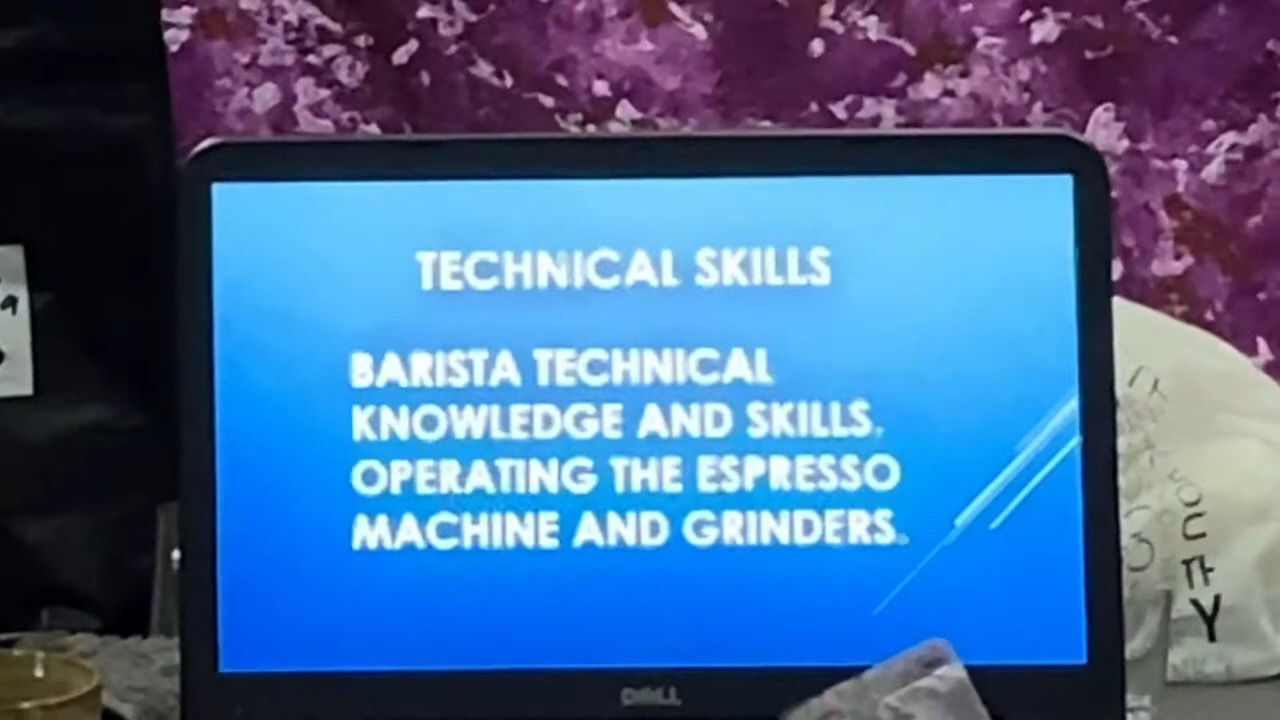 TECHNICAL SKILLS
BARISTA TECHNICAL
KNOWLEDGE AND SKILLS.
OPERATING THE ESPRESSO
MACHINE AND GRINDERS.
DELL